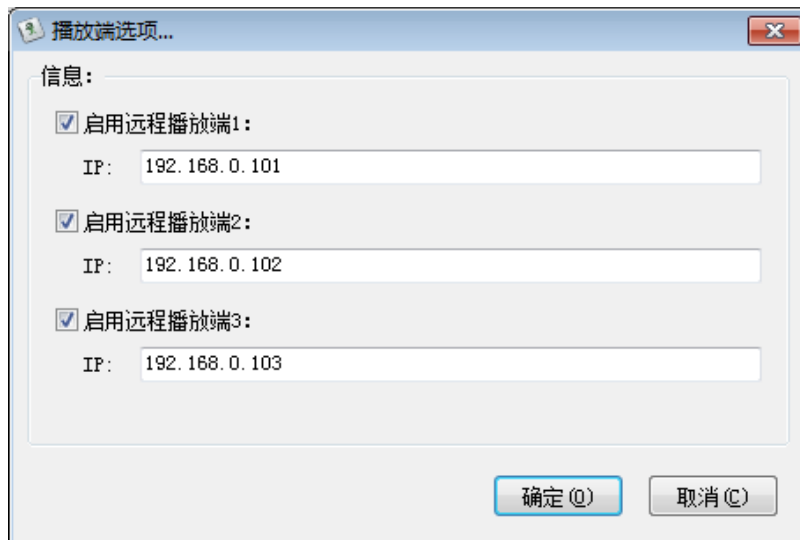 播放端选项...
信息:
启用远程播放端1:
IP: 192.168.0.101
启用远程播放端2:
IP: 192.168.0.102
启用远程播放端3:
IP: 192.168.0.103
确定(O) 取消(C)